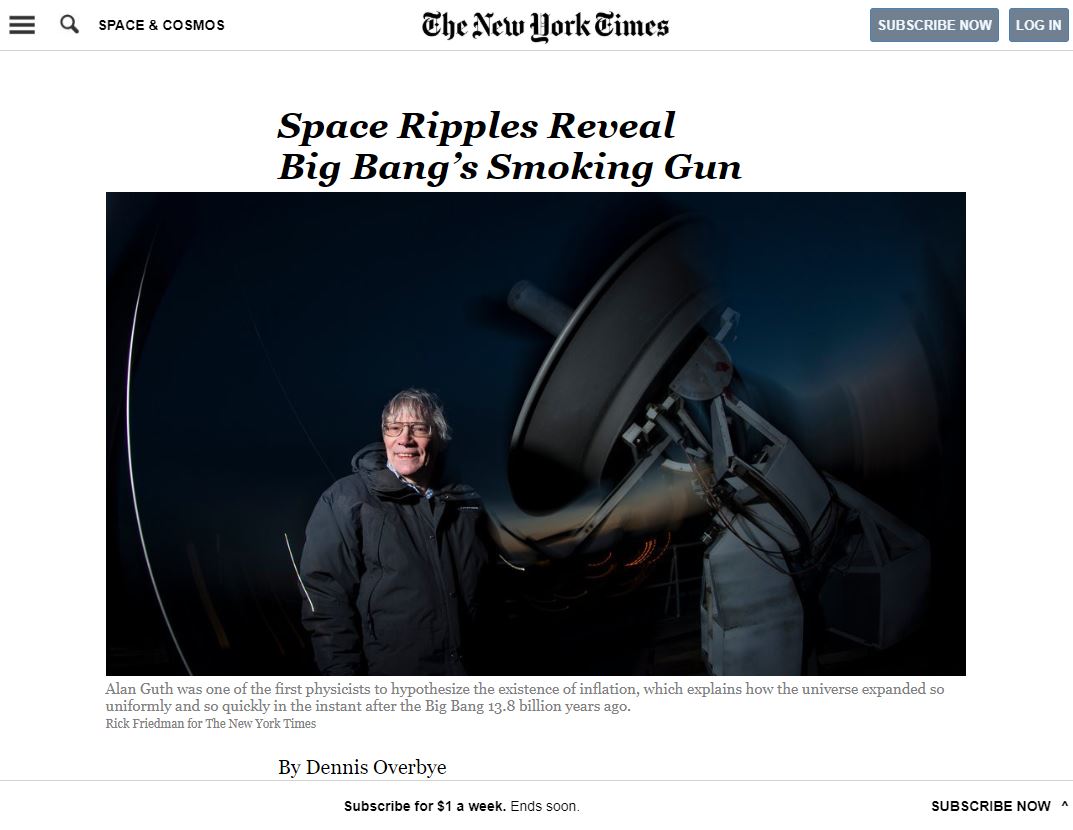 SPACE & COSMOS
The New York Times
SUBSCRIBE NOW
LOG IN
Space Ripples Reveal
Big Bang’s Smoking Gun
Alan Guth was one of the first physicists to hypothesize the existence of inflation, which explains how the universe expanded so
uniformly and so quickly in the instant after the Big Bang 13.8 billion years ago.
Rick Friedman for The New York Times
By Dennis Overbye
Subscribe for $1 a week. Ends soon.
SUBSCRIBE NOW ^